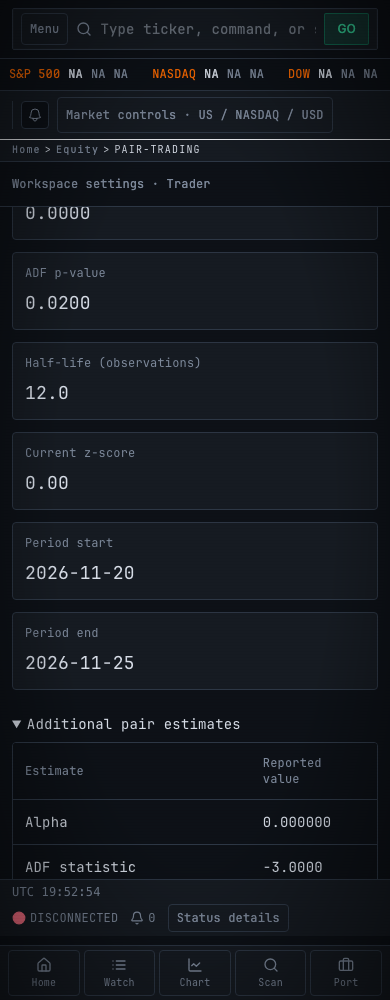 Menu Type ticker, command, or GO
S&P 500 NA NA NA NASDAQ NA NA NA DOW NA NA NA
Market controls · US / NASDAQ / USD
Home > Equity > PAIR-TRADING
Workspace settings · Trader
0.0000
ADF p-value
0.0200
Half-life (observations)
12.0
Current z-score
0.00
Period start
2026-11-20
Period end
2026-11-25
▼ Additional pair estimates
Estimate Reported value
Alpha 0.000000
ADF statistic -3.0000
UTC 19:52:54
DISCONNECTED 0 Status details
Home Watch Chart Scan Port